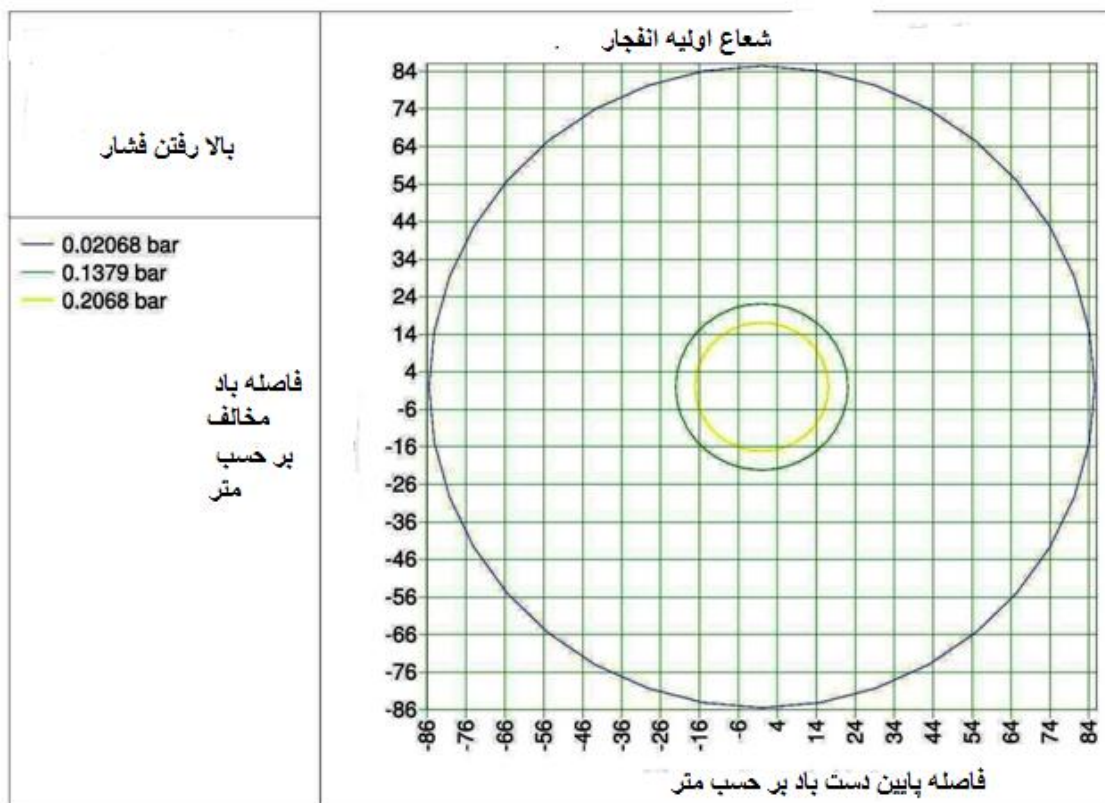 شعاع اولیه انفجار
بالا رفتن فشار
0.02068 bar
0.1379 bar
0.2068 bar
فاصله باد
مخالف
بر حسب
متر
84
74
64
54
44
34
24
14
4
-6
-16
-26
-36
-46
-56
-66
-76
-86
-86 -76 -66 -56 -46 -36 -26 -16 -6 4 14 24 34 44 54 64 74 84
فاصله پایین دست باد بر حسب متر